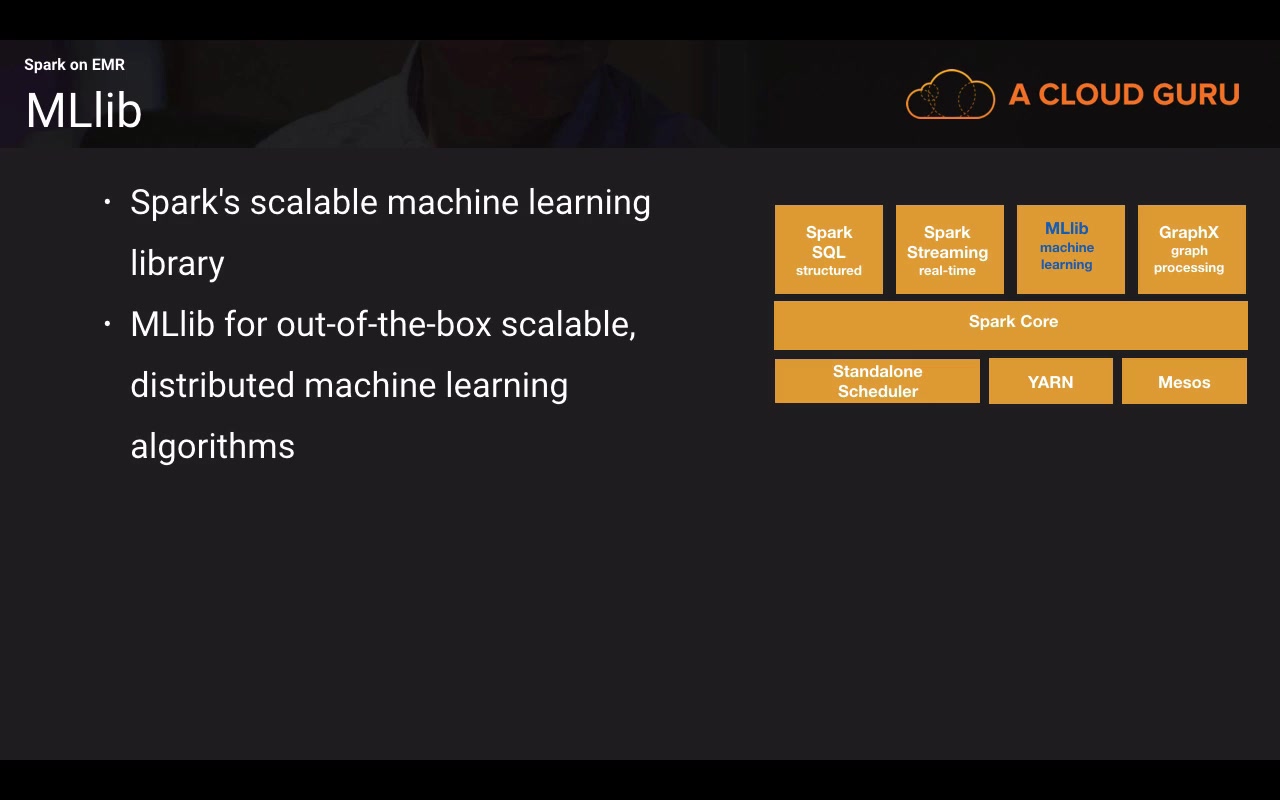 Spark on EMR
MLlib
A CLOUD GURU
• Spark's scalable machine learning
library
• MLlib for out-of-the-box scalable,
distributed machine learning
algorithms
Spark
SQL
structured
Spark
Streaming
real-time
MLlib
machine
learning
GraphX
graph
processing
Spark Core
Standalone
Scheduler
YARN
Mesos